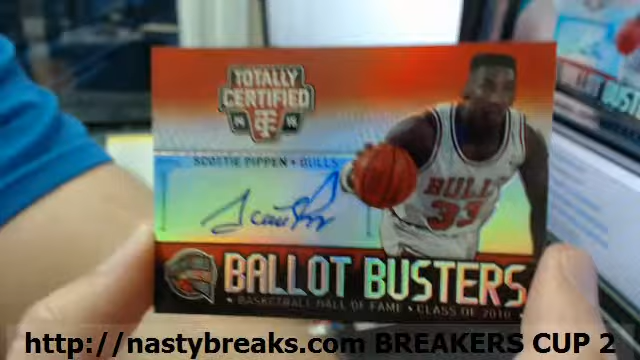 TOTALLY
CERTIFIED
TC
SCOTTIE PIPPEN • BULLS
BULLS
33
BALLOT BUSTERS
• BASKETBALL HALL OF FAME • CLASS OF 2010 •
http://nastybreaks.com BREAKERS CUP 2